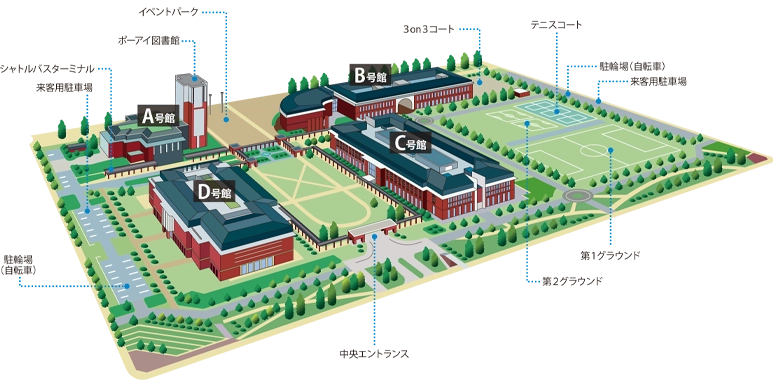 イベントパーク
ポーアイ図書館
3on3コート
テニスコート
シャトルバスターミナル
来客用駐車場
駐輪場(自転車)
来客用駐車場
A号館
B号館
C号館
D号館
駐輪場
(自転車)
第1グラウンド
第2グラウンド
中央エントランス